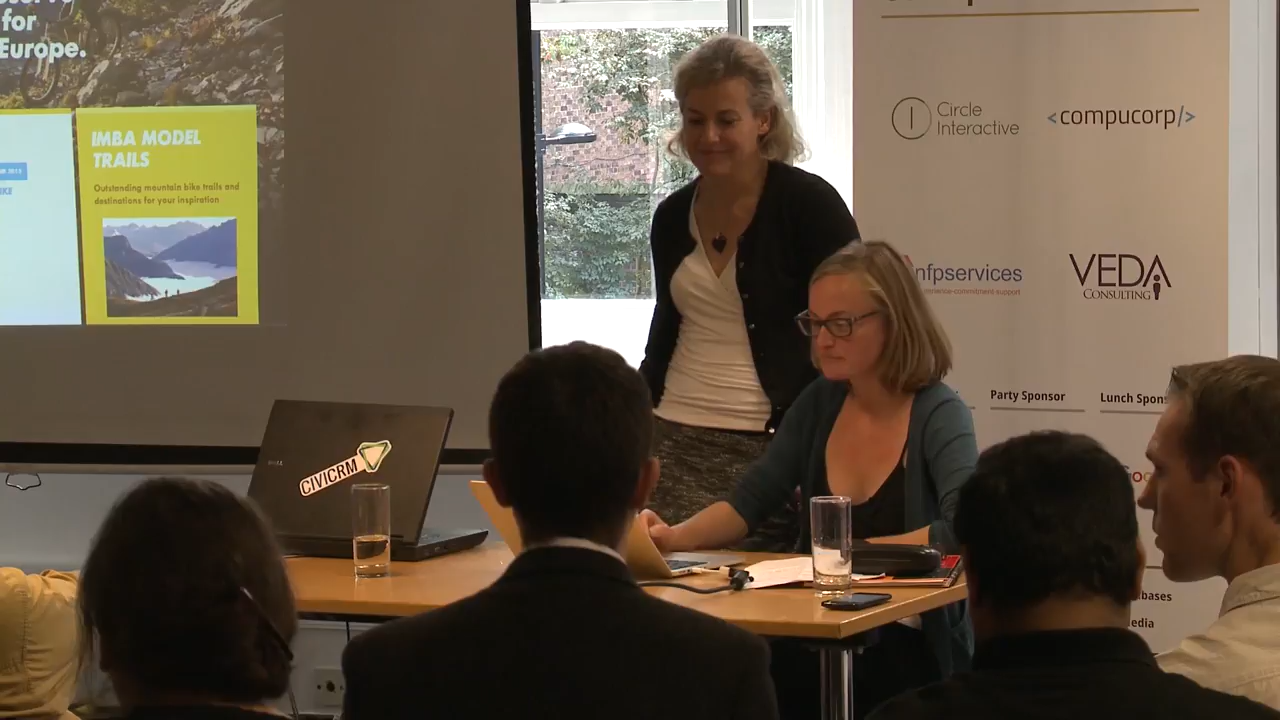 for
Europe.
IMBA MODEL
TRAILS
Outstanding mountain bike trails and
destinations for your inspiration
CIVICRM
Circle
Interactive
<compucorp/>
nfpservices
VEDA
CONSULTING
Party Sponsor
Lunch Spons